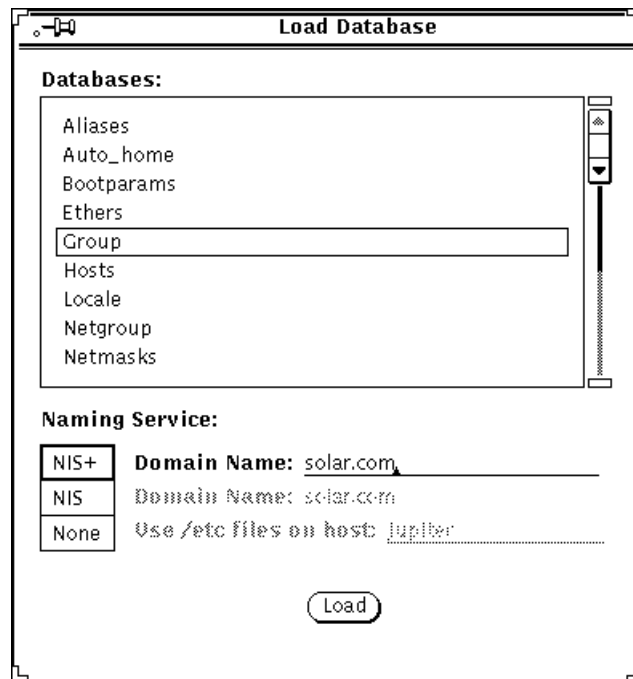 Load Database
Databases:
Aliases
Auto_home
Bootparams
Ethers
Group
Hosts
Locale
Netgroup
Netmasks
Naming Service:
NIS+ Domain Name: solar.com
NIS Domain Name: solar.com
None Use /etc files on host: jupiter
Load